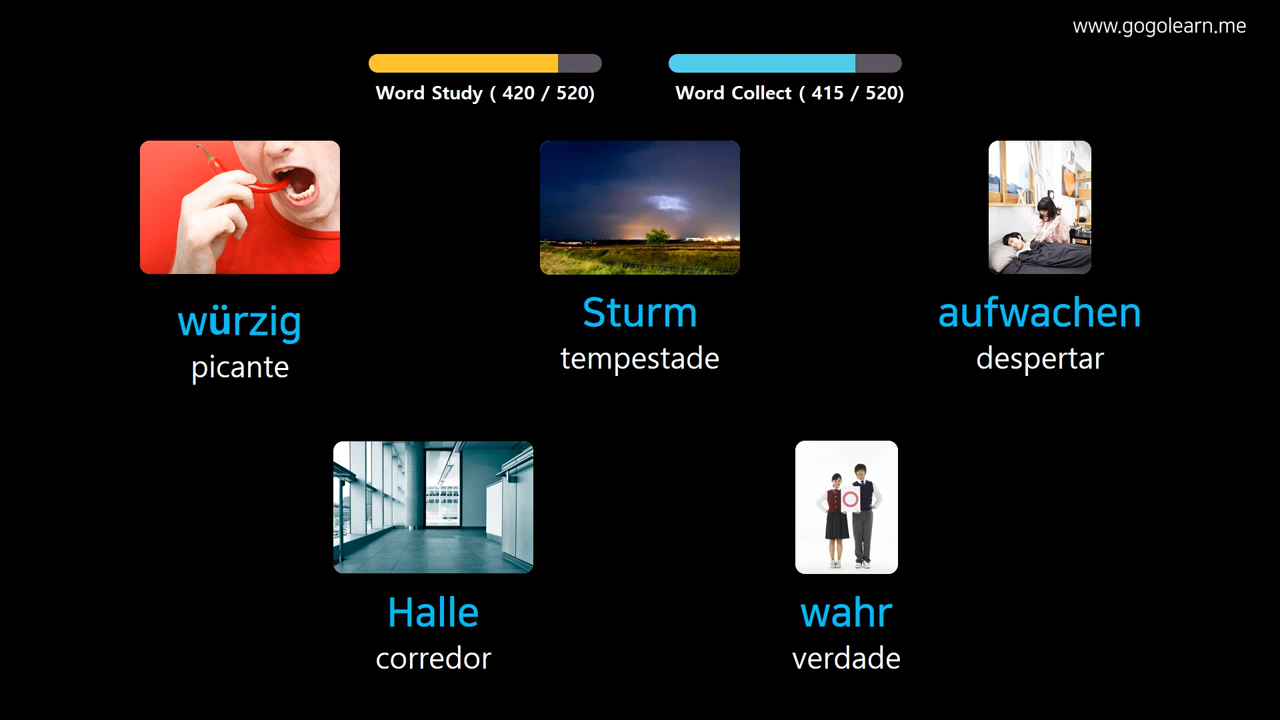 www.gogolearn.me
Word Study ( 420 / 520)
Word Collect ( 415 / 520)
würzig
picante
Sturm
tempestade
aufwachen
despertar
Halle
corredor
wahr
verdade